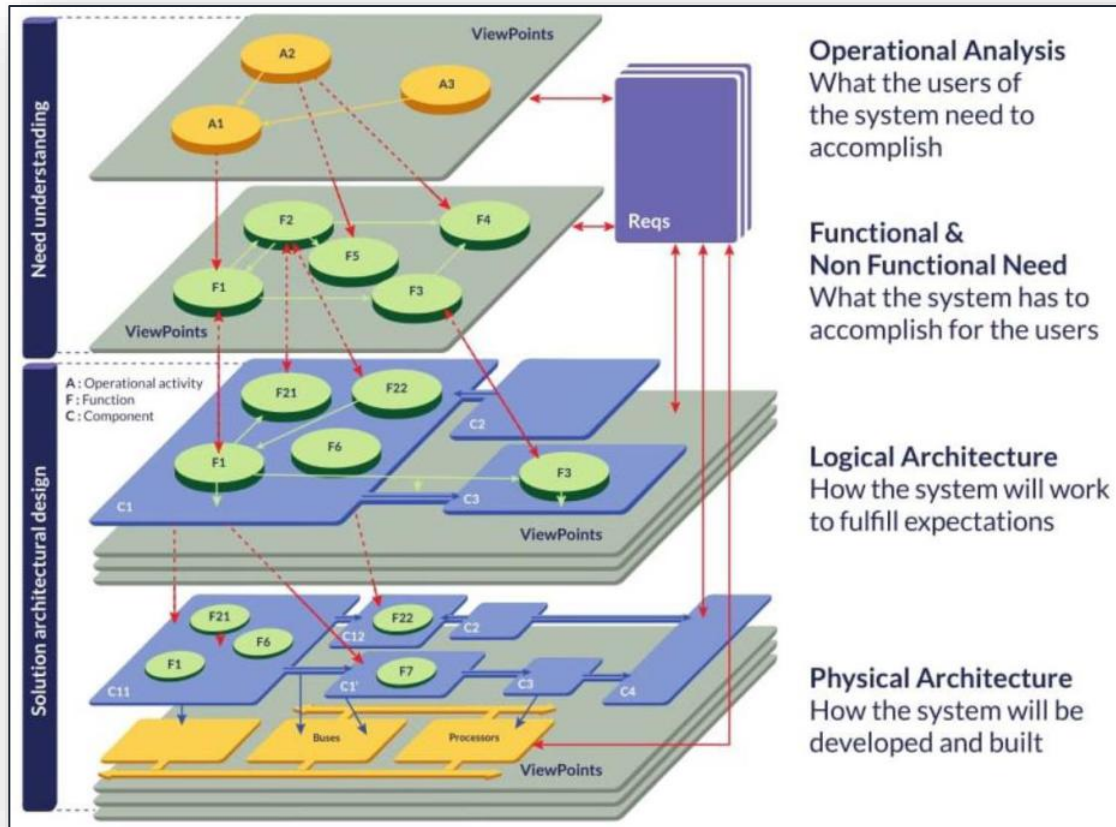 Need understanding
ViewPoints
A2
A3
A1
Reqs
F2
F4
F5
F1
F3
ViewPoints
Operational Analysis
What the users of
the system need to
accomplish
Functional &
Non Functional Need
What the system has to
accomplish for the users
Solution architectural design
A : Operational activity
F : Function
C : Component
F21
F22
C2
F6
F1
F3
C1
C3
ViewPoints
Logical Architecture
How the system will work
to fulfill expectations
F21
F22
C2
F6
C12
F1
F7
C11
C1'
C3
C4
Buses
Processors
ViewPoints
Physical Architecture
How the system will be
developed and built